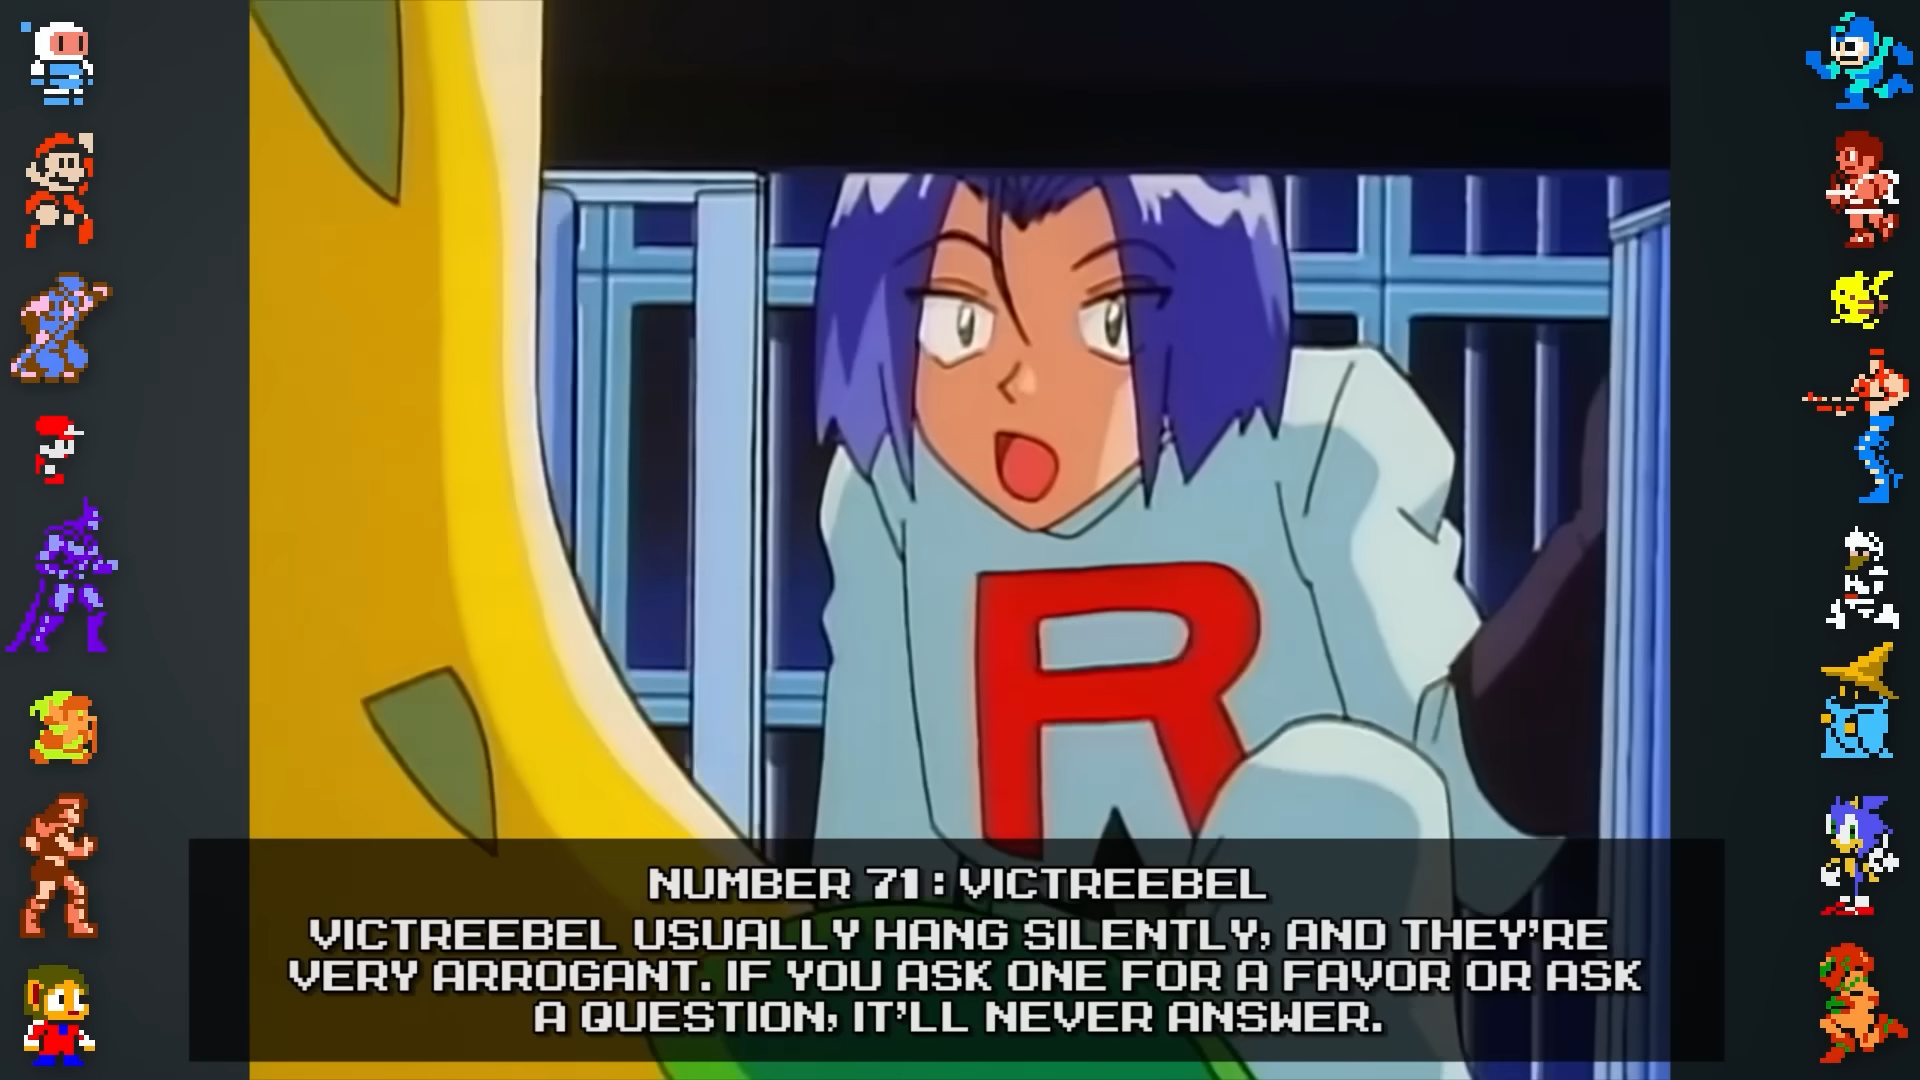 R
NUMBER 71: VICTREEBEL
VICTREEBEL USUALLY HANG SILENTLY, AND THEY'RE
VERY ARROGANT. IF YOU ASK ONE FOR A FAVOR OR ASK
A QUESTION, IT'LL NEVER ANSWER.